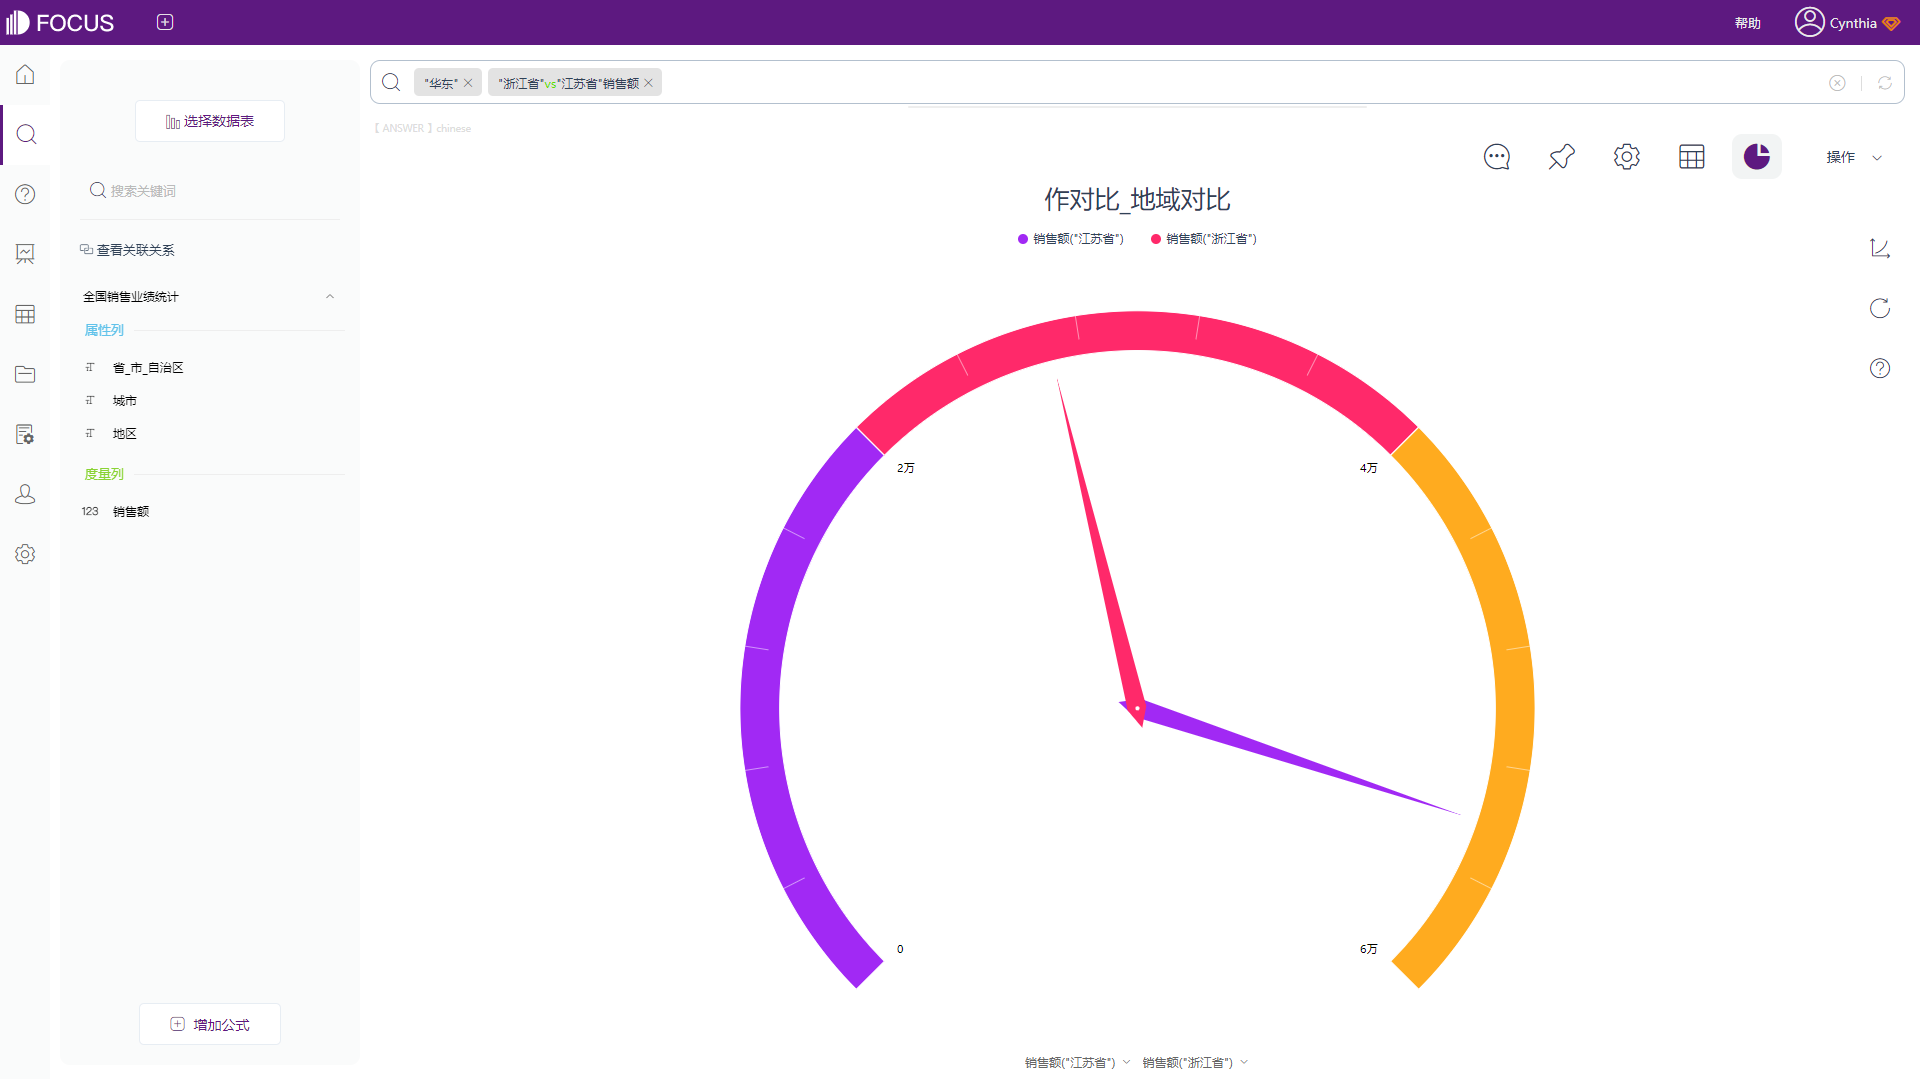 FOCUS
帮助
Cynthia
选择数据表
搜索关键词
查看关联关系
全国销售业绩统计
属性列
省_市_自治区
城市
地区
度量列
123 销售额
增加公式
"华东"
"浙江省"vs"江苏省"销售额
【 ANSWER 】chinese
操作
作对比_地域对比
销售额("江苏省") 销售额("浙江省")
2万
4万
0
6万
销售额("江苏省") 销售额("浙江省")